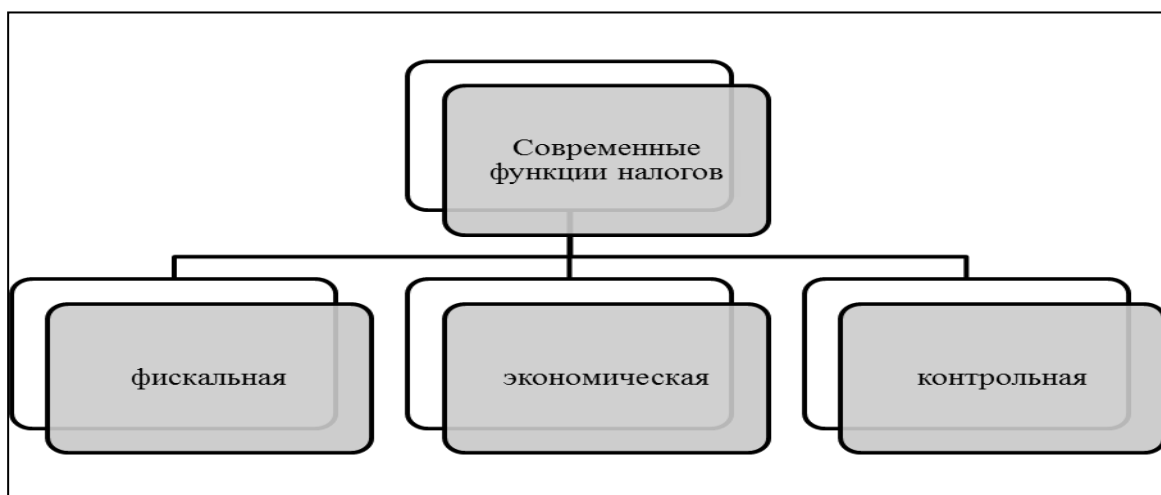 Современные
функции налогов
фискальная
экономическая
контрольная